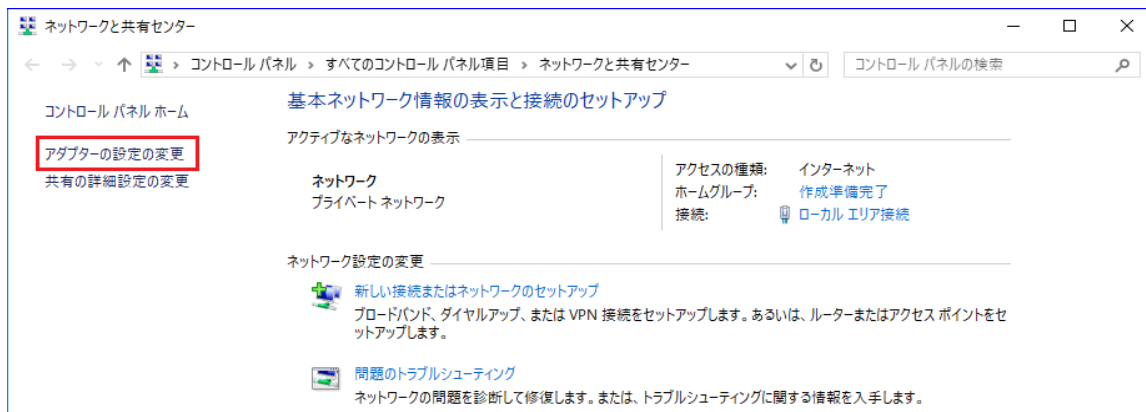 ネットワークと共有センター
コントロール パネル › すべてのコントロール パネル項目 › ネットワークと共有センター
コントロール パネルの検索
コントロール パネル ホーム
アダプターの設定の変更
共有の詳細設定の変更
基本ネットワーク情報の表示と接続のセットアップ
アクティブなネットワークの表示
ネットワーク
プライベート ネットワーク
アクセスの種類: インターネット
ホームグループ: 作成準備完了
接続: ローカル エリア接続
ネットワーク設定の変更
新しい接続またはネットワークのセットアップ
ブロードバンド、ダイヤルアップ、または VPN 接続をセットアップします。あるいは、ルーターまたはアクセス ポイントをセ
ットアップします。
問題のトラブルシューティング
ネットワークの問題を診断して修復します。または、トラブルシューティングに関する情報を入手します。